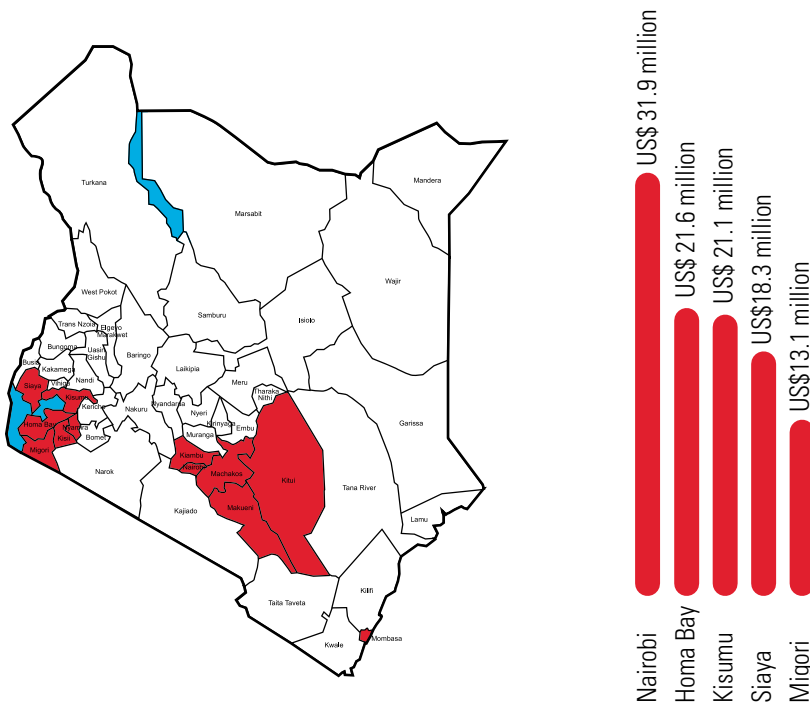 Turkana
Marsabit
Mandera
Wajir
West Pokot
Samburu
Isiolo
Trans Nzoia
Elgeyo
Marakwet
Bungoma
Uasin
Gishu
Baringo
Laikipia
Busia
Kakamega
Vihiga
Nandi
Meru
Siaya
Kisumu
Kericho
Nakuru
Nyandarua
Nyeri
Tharaka
Nithi
Kirinyaga
Embu
Muranga
Garissa
Homa Bay
Nyamira
Kisii
Bomet
Migori
Narok
Kiambu
Nairobi
Machakos
Kitui
Tana River
Makueni
Kajiado
Lamu
Taita Taveta
Kilifi
Kwale
Mombasa
Nairobi
US$ 31.9 million
Homa Bay
US$ 21.6 million
Kisumu
US$ 21.1 million
Siaya
US$18.3 million
Migori
US$13.1 million